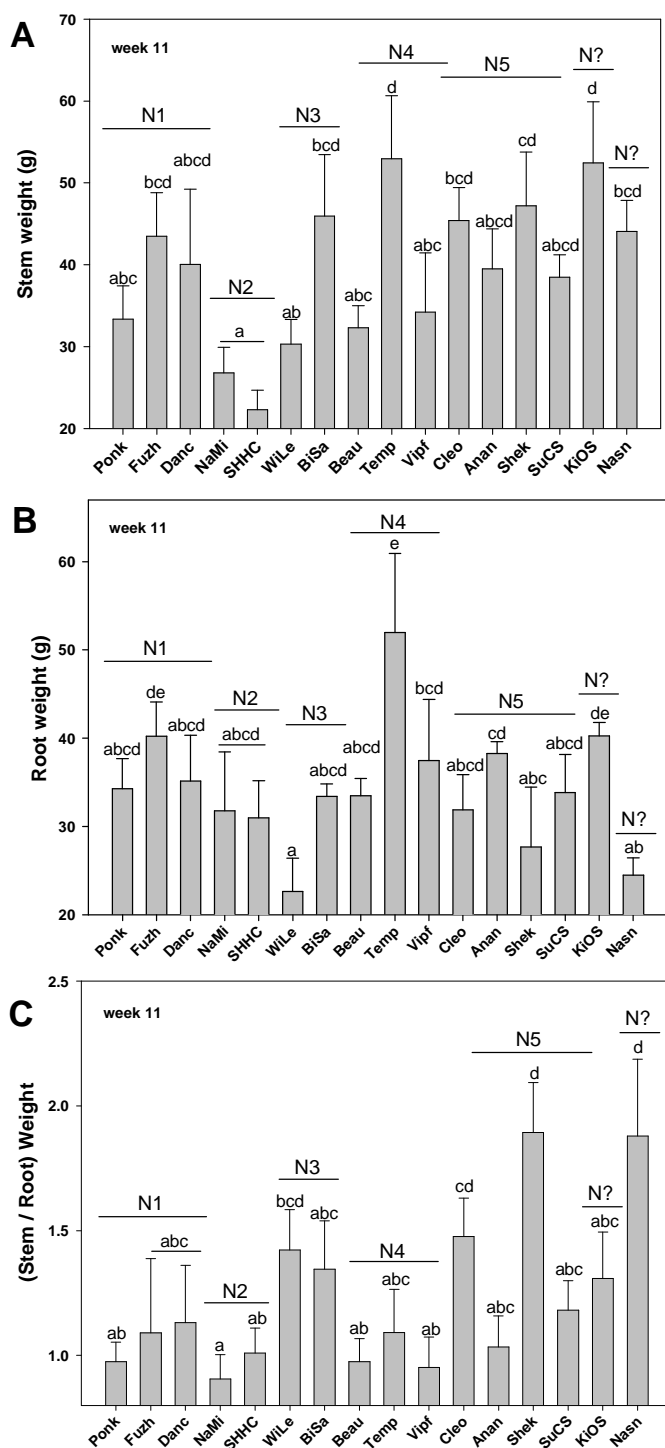 A
week 11
Stem weight (g)
70
60
50
40
30
20
N1
N2
N3
N4
N5
N?
N?
abc
bcd
abcd
a
ab
bcd
abc
d
abc
bcd
abcd
cd
abcd
d
bcd
Ponk
Fuzh
Danc
NaMi
SHHC
WiLe
BiSa
Beau
Temp
Vipf
Cleo
Anan
Shek
SuCS
KiOS
Nasn
B
week 11
Root weight (g)
60
50
40
30
20
N1
N2
N3
N4
N5
N?
N?
abcd
de
abcd
abcd
a
abcd
abcd
e
bcd
abcd
cd
abc
abcd
de
ab
Ponk
Fuzh
Danc
NaMi
SHHC
WiLe
BiSa
Beau
Temp
Vipf
Cleo
Anan
Shek
SuCS
KiOS
Nasn
C
week 11
(Stem / Root) Weight
2.5
2.0
1.5
1.0
N1
N2
N3
N4
N5
N?
N?
ab
abc
a
ab
bcd
abc
ab
abc
ab
cd
abc
d
abc
abc
d
Ponk
Fuzh
Danc
NaMi
SHHC
WiLe
BiSa
Beau
Temp
Vipf
Cleo
Anan
Shek
SuCS
KiOS
Nasn